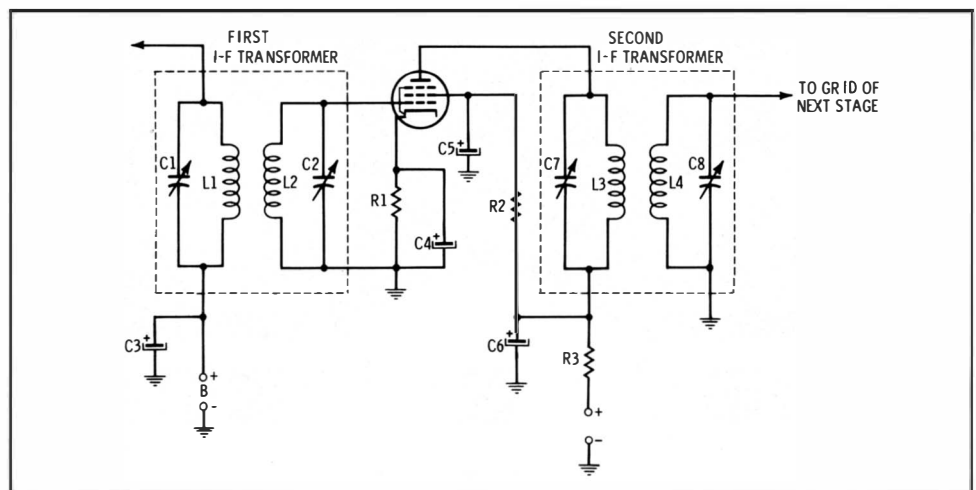 FIRST
I-F TRANSFORMER
SECOND
I-F TRANSFORMER
TO GRID OF
NEXT STAGE
C1
L1
L2
C2
C5
C7
L3
L4
C8
R1
R2
C4
C3
C6
R3
+
B
-
+
-